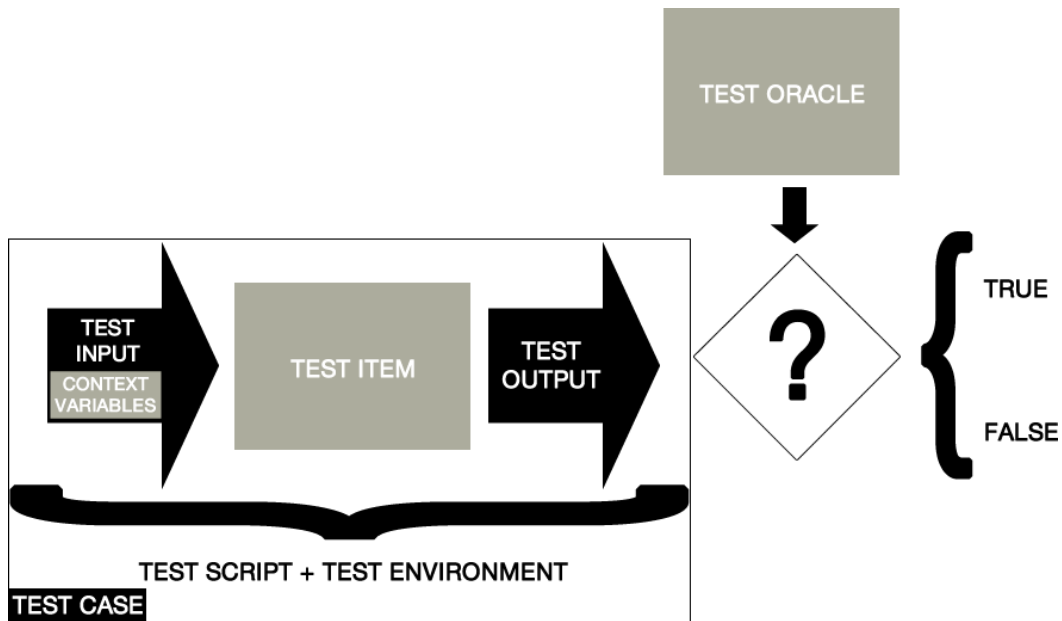 TEST ORACLE
TEST
INPUT
CONTEXT
VARIABLES
TEST ITEM
TEST
OUTPUT
?
TRUE
FALSE
TEST SCRIPT + TEST ENVIRONMENT
TEST CASE